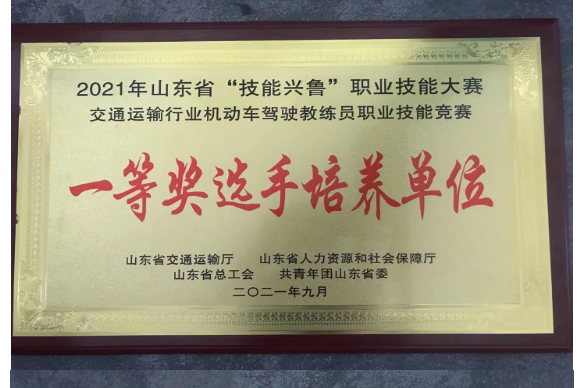 2021年山东省“技能兴鲁”职业技能大赛
交通运输行业机动车驾驶教练员职业技能竞赛
一等奖选手培养单位
山东省交通运输厅 山东省人力资源和社会保障厅
山东省总工会 共青年团山东省委
二〇二一年九月